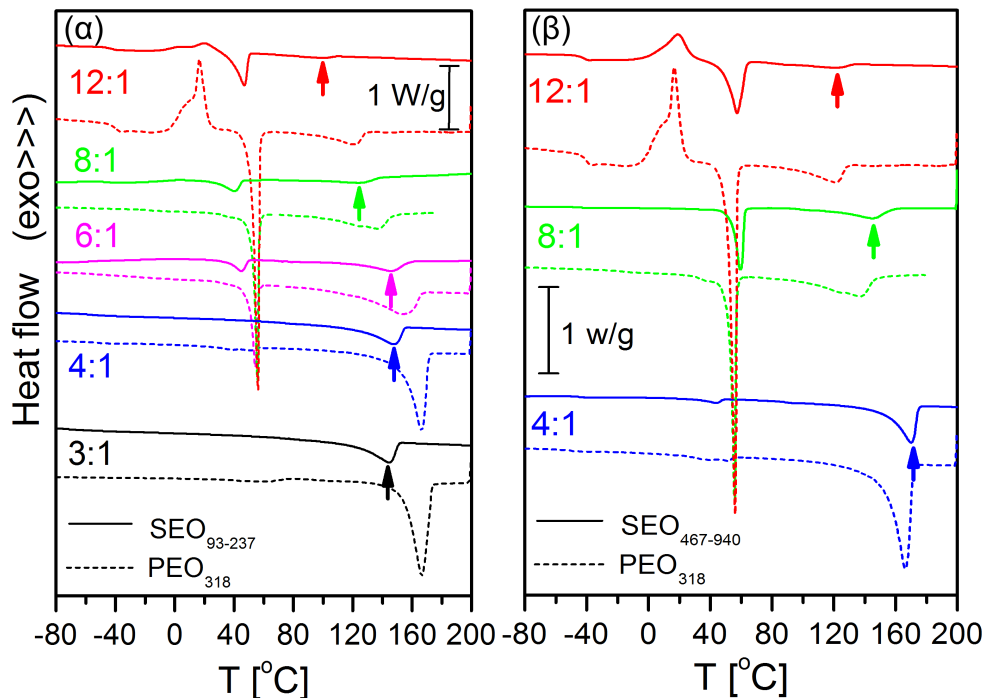 (α)
12:1
1 W/g
8:1
6:1
4:1
3:1
SEO93-237
PEO318
-80 -40 0 40 80 120 160 200
T [°C]
Heat flow (exo>>>)
(β)
12:1
8:1
1 w/g
4:1
SEO467-940
PEO318
-80 -40 0 40 80 120 160 200
T [°C]